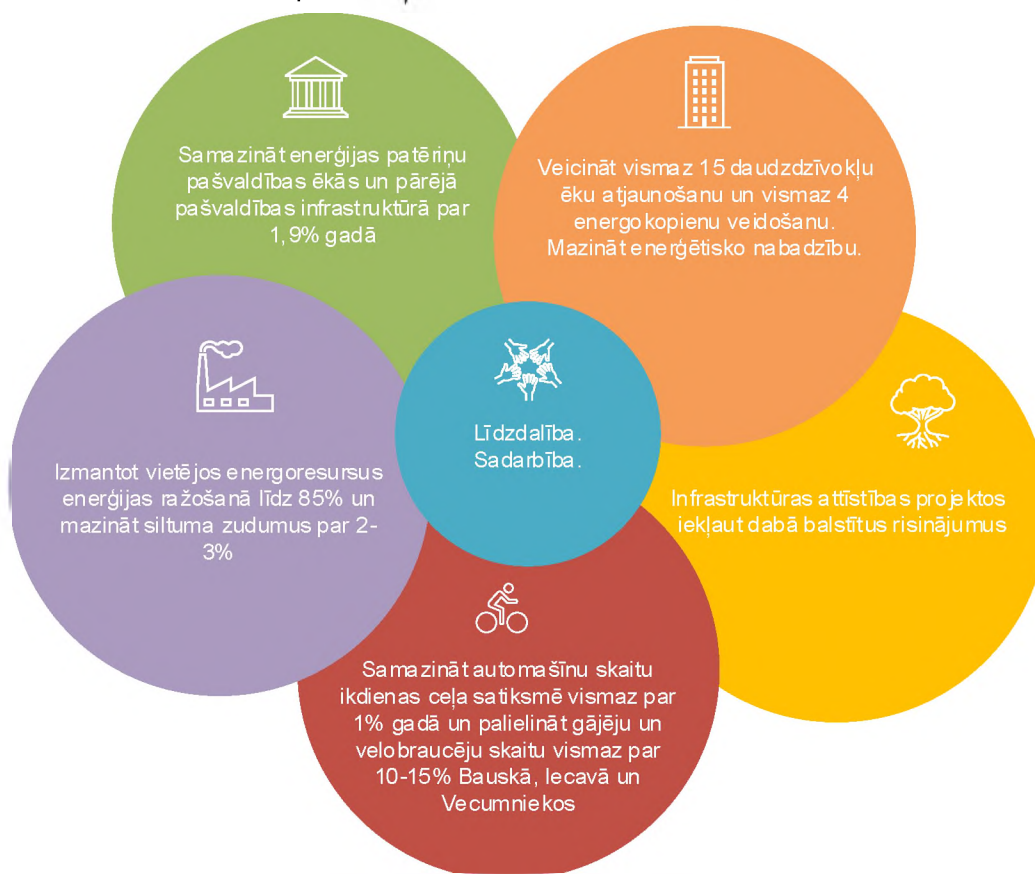 Samazināt enerģijas patēriņu
pašvaldības ēkās un pārējā
pašvaldības infrastruktūrā par
1,9% gadā
Veicināt vismaz 15 daudzdzīvokļu
ēku atjaunošanu un vismaz 4
energokopienu veidošanu.
Mazināt enerģētisko nabadzību.
Līdzdalība.
Sadarbība.
Izmantot vietējos energoresursus
enerģijas ražošanā līdz 85% un
mazināt siltuma zudumus par 2-
3%
Infrastruktūras attīstības projektos
iekļaut dabā balstītus risinājumus
Samazināt automašīnu skaitu
ikdienas ceļa satiksmē vismaz par
1% gadā un palielināt gājēju un
velobraucēju skaitu vismaz par
10-15% Bauskā, Iecavā un
Vecumniekos